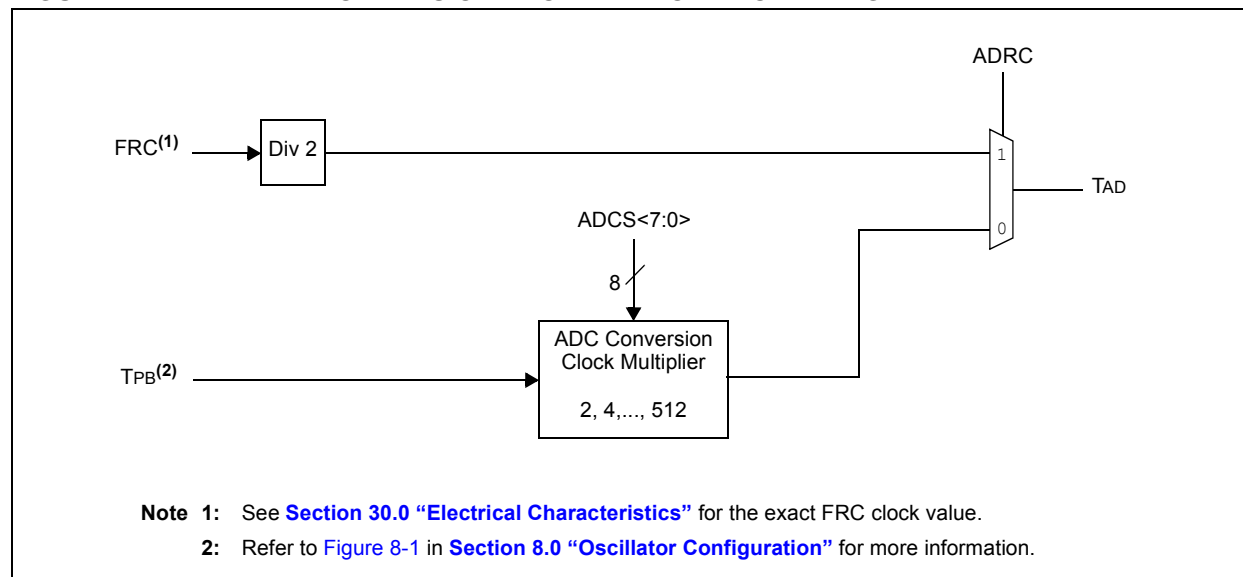 ADRC
FRC(1)
Div 2
1
TAD
ADCS<7:0>
0
8
ADC Conversion
Clock Multiplier
2, 4,..., 512
TPB(2)
Note 1: See Section 30.0 “Electrical Characteristics” for the exact FRC clock value.
2: Refer to Figure 8-1 in Section 8.0 “Oscillator Configuration” for more information.